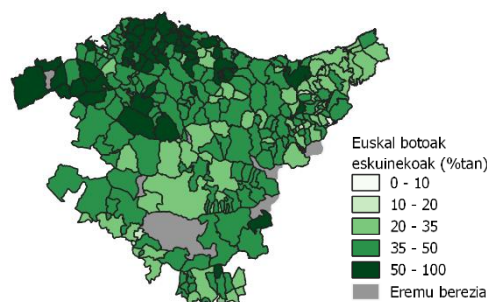 Euskal botoak
eskuinekoak (%tan)
0 - 10
10 - 20
20 - 35
35 - 50
50 - 100
Eremu berezia